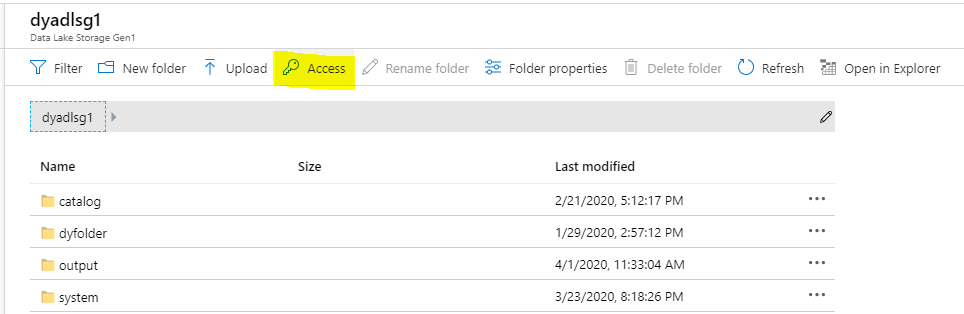 dyadlsg1
Data Lake Storage Gen1
Filter New folder Upload Access Rename folder Folder properties Delete folder Refresh Open in Explorer
dyadlsg1
Name Size Last modified
catalog 2/21/2020, 5:12:17 PM
dyfolder 1/29/2020, 2:57:12 PM
output 4/1/2020, 11:33:04 AM
system 3/23/2020, 8:18:26 PM